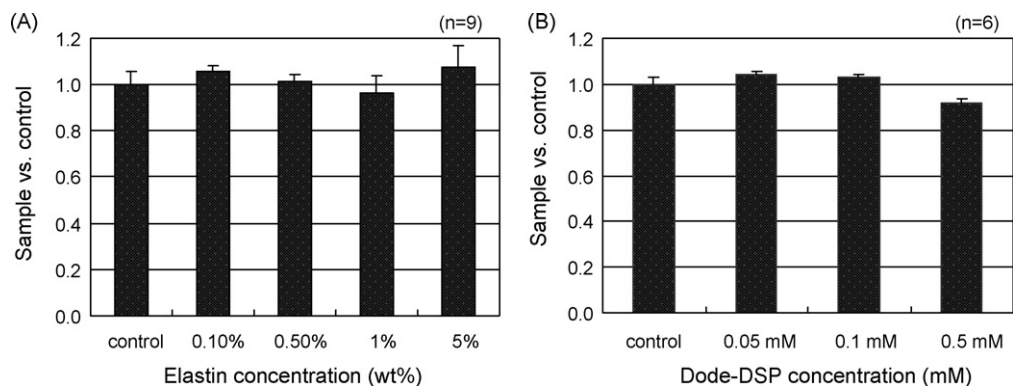 (A)
(n=9)
Sample vs. control
1.2
1.0
0.8
0.6
0.4
0.2
0.0
control 0.10% 0.50% 1% 5%
Elastin concentration (wt%)
(B)
(n=6)
Sample vs. control
1.2
1.0
0.8
0.6
0.4
0.2
0.0
control 0.05 mM 0.1 mM 0.5 mM
Dode-DSP concentration (mM)